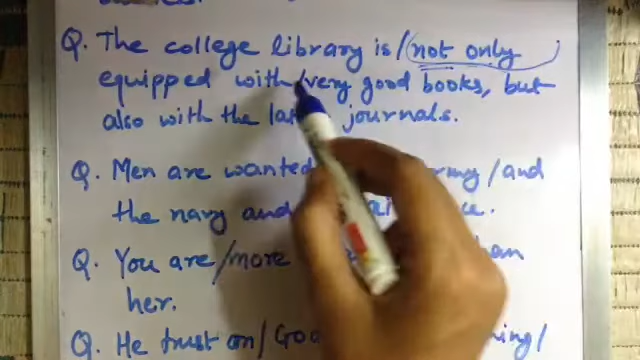 Q. The college library is/(not only
equipped with/very good books, but
also with the journals.
Q. Men are wanted /and
the navy and
Q. You are/more
her.
Q. He trust on/